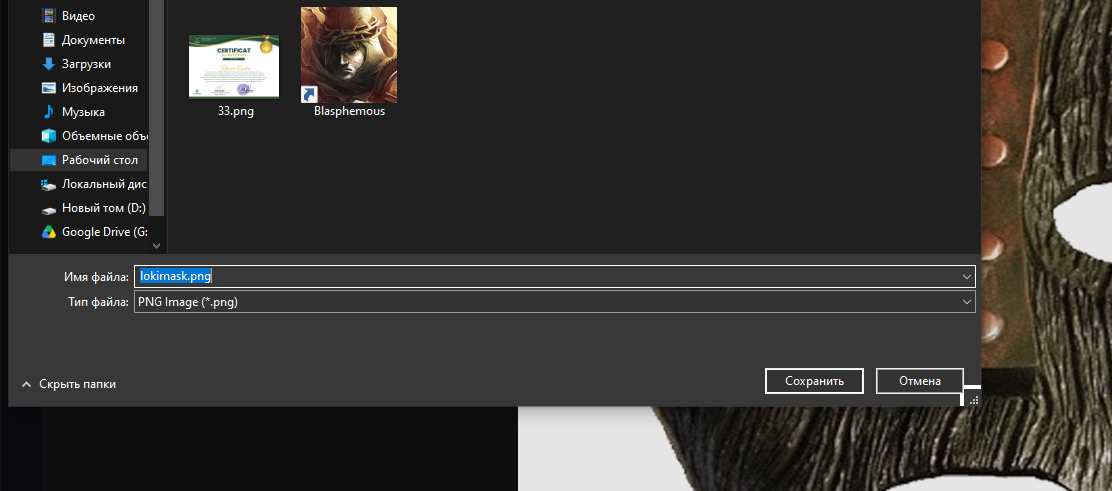 Видео
Документы
Загрузки
Изображения
Музыка
Объемные объ
Рабочий стол
Локальный дис
Новый том (D:)
Google Drive (G:
CERTIFICAT
33.png
Blasphemous
Имя файла: lokimask.png
Тип файла: PNG Image (*.png)
Скрыть папки
Сохранить
Отмена